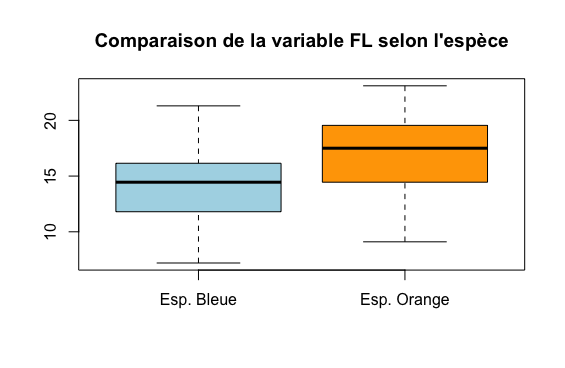 Comparaison de la variable FL selon l'espèce
20
15
10
Esp. Bleue
Esp. Orange